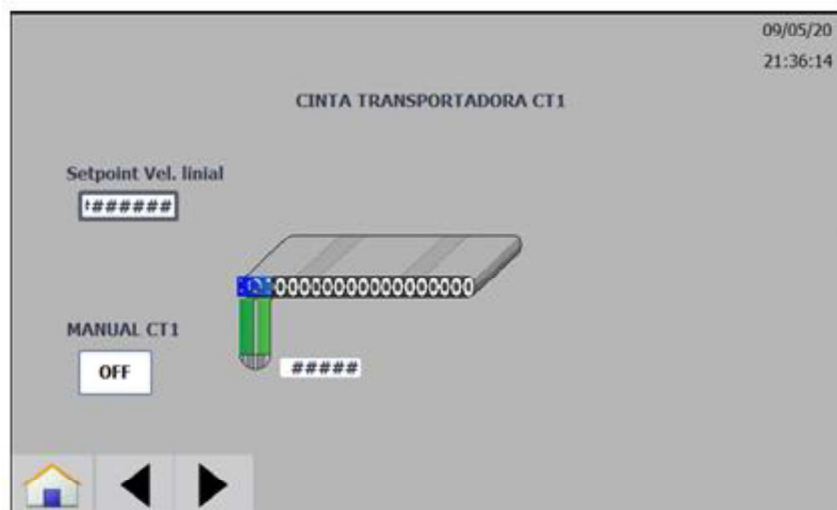 09/05/20
21:36:14
CINTA TRANSPORTADORA CT1
Setpoint Vel. linial
######
MANUAL CT1
OFF
#####